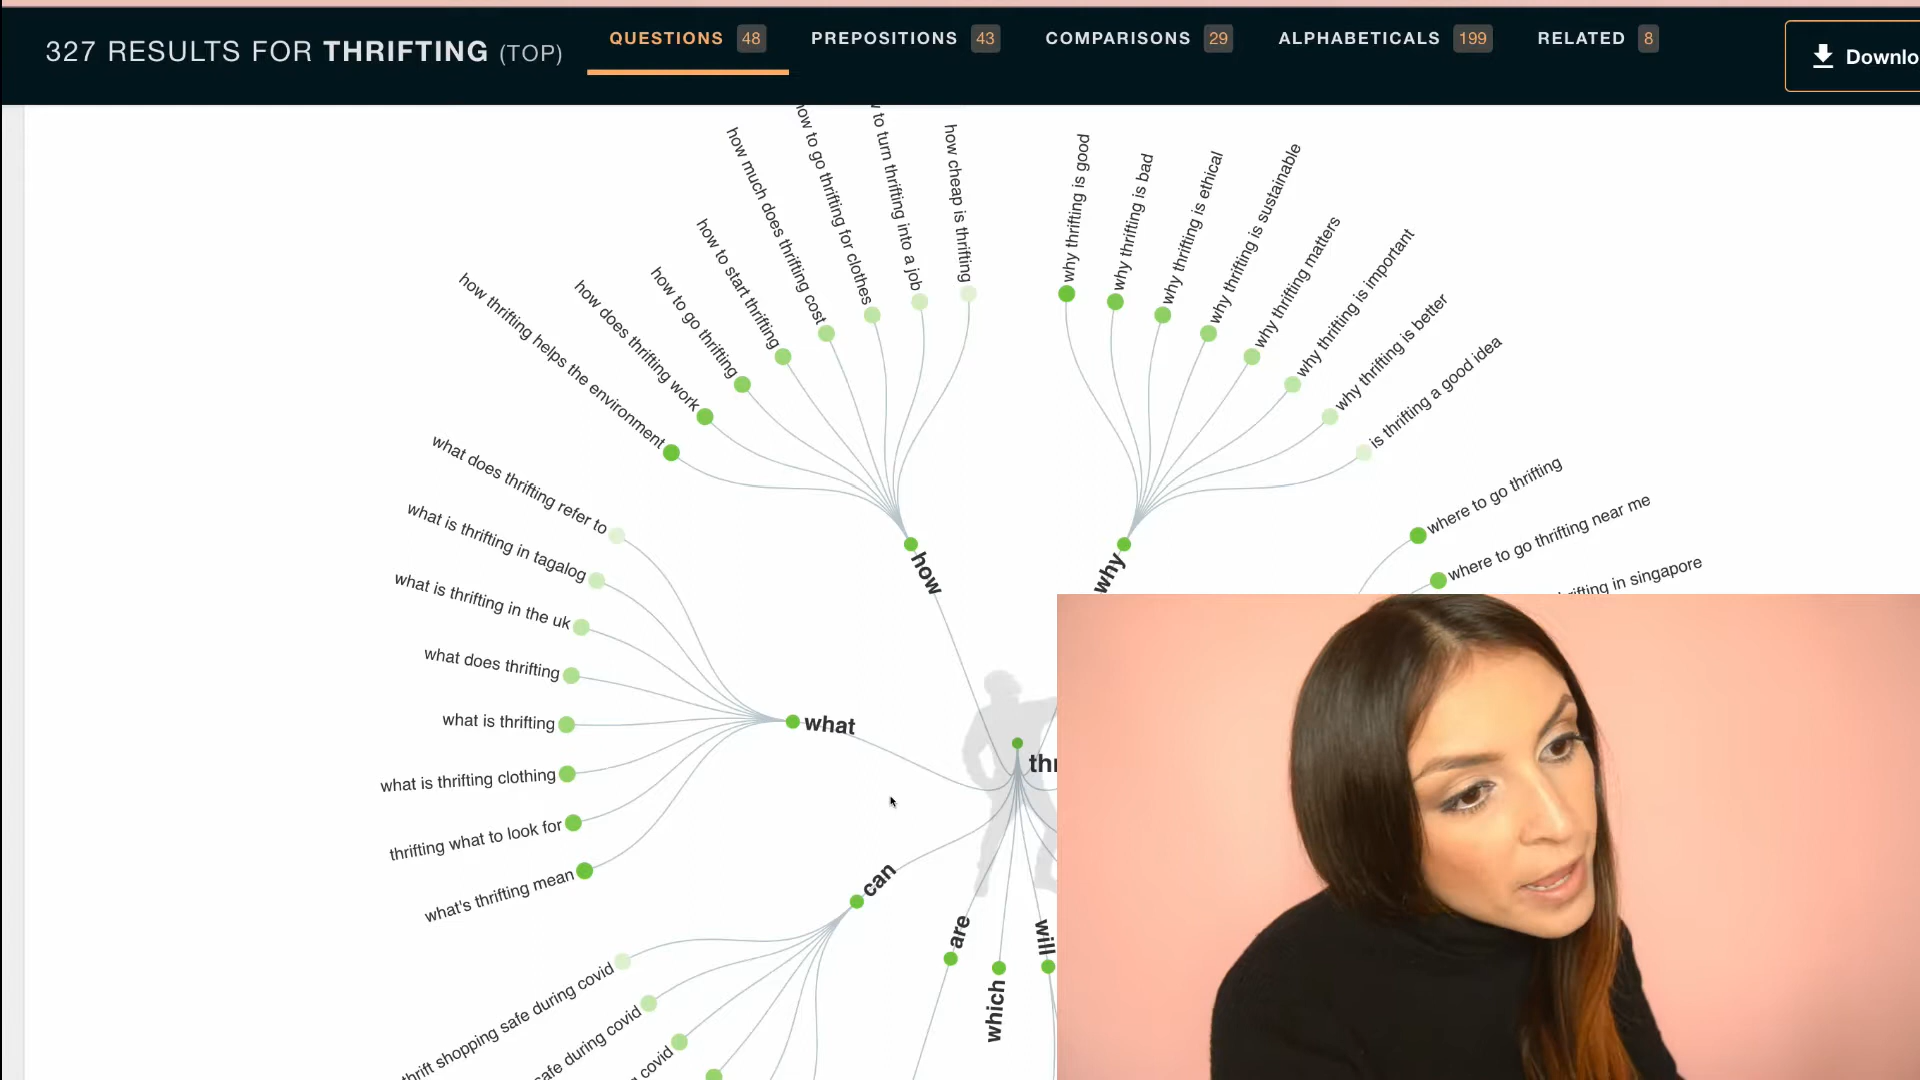 327 RESULTS FOR THRIFTING (TOP)
QUESTIONS 48
PREPOSITIONS 43
COMPARISONS 29
ALPHABETICALS 199
RELATED 8
Downlo
how thrifting helps the environment
how does thrifting work
how to go thrifting
how to start thrifting
how much does thrifting cost
how to go thrifting for clothes
to turn thrifting into a job
how cheap is thrifting
why thrifting is good
why thrifting is bad
why thrifting is ethical
why thrifting is sustainable
why thrifting matters
why thrifting is important
why thrifting is better
is thrifting a good idea
where to go thrifting
where to go thrifting near me
thrifting in singapore
how
why
what does thrifting refer to
what is thrifting in tagalog
what is thrifting in the uk
what does thrifting
what is thrifting
what is thrifting clothing
thrifting what to look for
what's thrifting mean
what
thr
can
are
which
will
thrift shopping safe during covid
safe during covid
covid